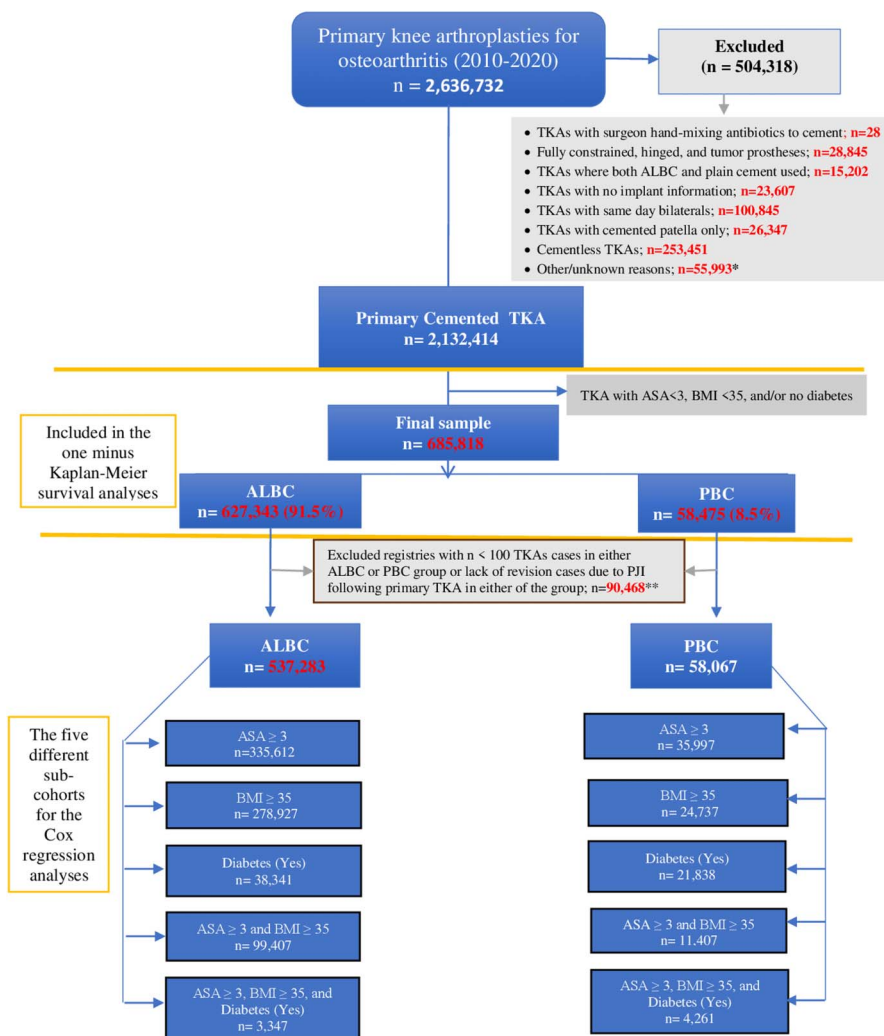 Primary knee arthroplasties for
osteoarthritis (2010-2020)
n = 2,636,732
Excluded
(n = 504,318)
• TKAs with surgeon hand-mixing antibiotics to cement; n=28
• Fully constrained, hinged, and tumor prostheses; n=28,845
• TKAs where both ALBC and plain cement used; n=15,202
• TKAs with no implant information; n=23,607
• TKAs with same day bilaterals; n=100,845
• TKAs with cemented patella only; n=26,347
• Cementless TKAs; n=253,451
• Other/unknown reasons; n=55,993*
Primary Cemented TKA
n= 2,132,414
TKA with ASA<3, BMI <35, and/or no diabetes
Included in the
one minus
Kaplan-Meier
survival analyses
Final sample
n= 685,818
ALBC
n= 627,343 (91.5%)
PBC
n= 58,475 (8.5%)
Excluded registries with n < 100 TKAs cases in either
ALBC or PBC group or lack of revision cases due to PJI
following primary TKA in either of the group; n=90,468**
ALBC
n= 537,283
PBC
n= 58,067
The five
different
sub-
cohorts
for the
Cox
regression
analyses
ASA ≥ 3
n=335,612
BMI ≥ 35
n= 278,927
Diabetes (Yes)
n= 38,341
ASA ≥ 3 and BMI ≥ 35
n= 99,407
ASA ≥ 3, BMI ≥ 35, and
Diabetes (Yes)
n= 3,347
ASA ≥ 3
n= 35,997
BMI ≥ 35
n= 24,737
Diabetes (Yes)
n= 21,838
ASA ≥ 3 and BMI ≥ 35
n= 11,407
ASA ≥ 3, BMI ≥ 35, and
Diabetes (Yes)
n= 4,261